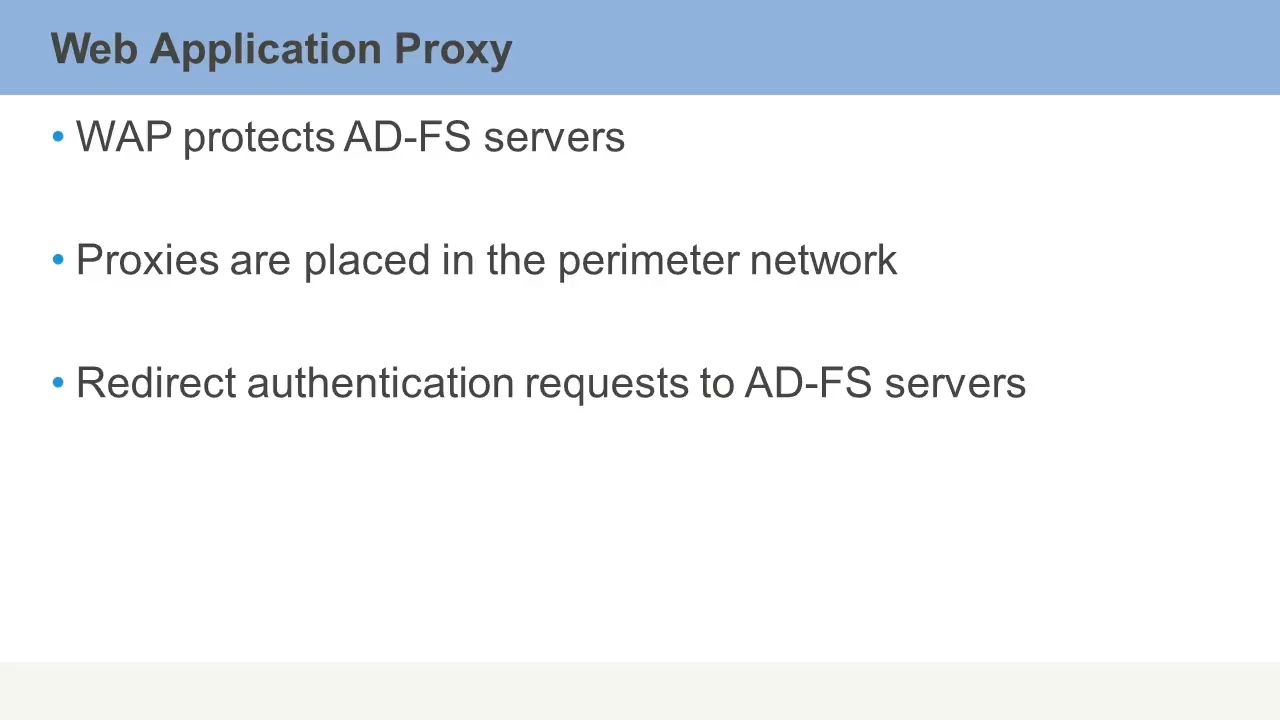 Web Application Proxy
• WAP protects AD-FS servers
• Proxies are placed in the perimeter network
• Redirect authentication requests to AD-FS servers